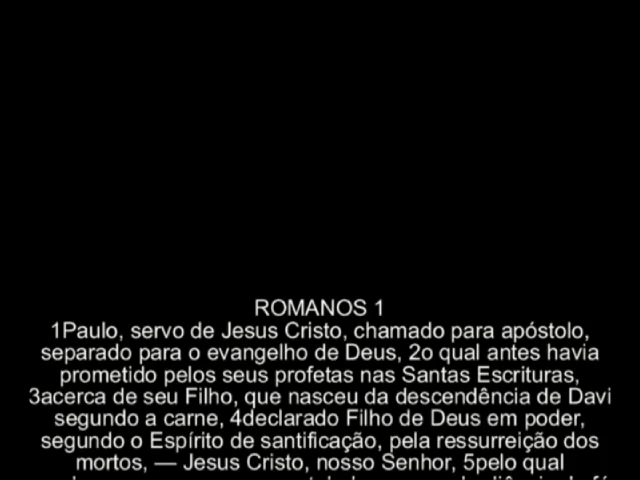 ROMANOS 1
1Paulo, servo de Jesus Cristo, chamado para apóstolo,
separado para o evangelho de Deus, 2o qual antes havia
prometido pelos seus profetas nas Santas Escrituras,
3acerca de seu Filho, que nasceu da descendência de Davi
segundo a carne, 4declarado Filho de Deus em poder,
segundo o Espírito de santificação, pela ressurreição dos
mortos, — Jesus Cristo, nosso Senhor, 5pelo qual